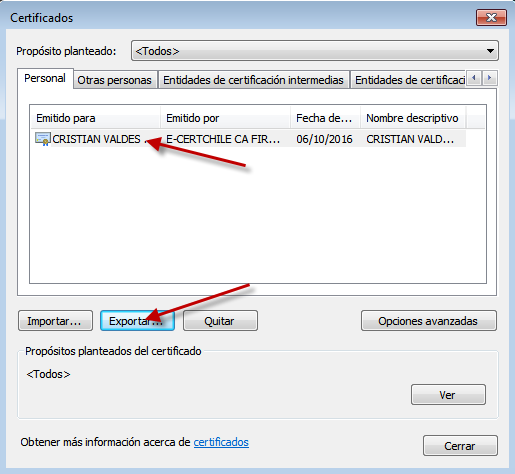 Certificados
Propósito planteado: <Todos>
Personal Otras personas Entidades de certificación intermedias Entidades de certificaci
Emitido para Emitido por Fecha de... Nombre descriptivo
CRISTIAN VALDES . E-CERTCHILE CA FIR... 06/10/2016 CRISTIAN VALD...
Importar... Exportar... Quitar Opciones avanzadas
Propósitos planteados del certificado
<Todos>
Ver
Obtener más información acerca de certificados
Cerrar